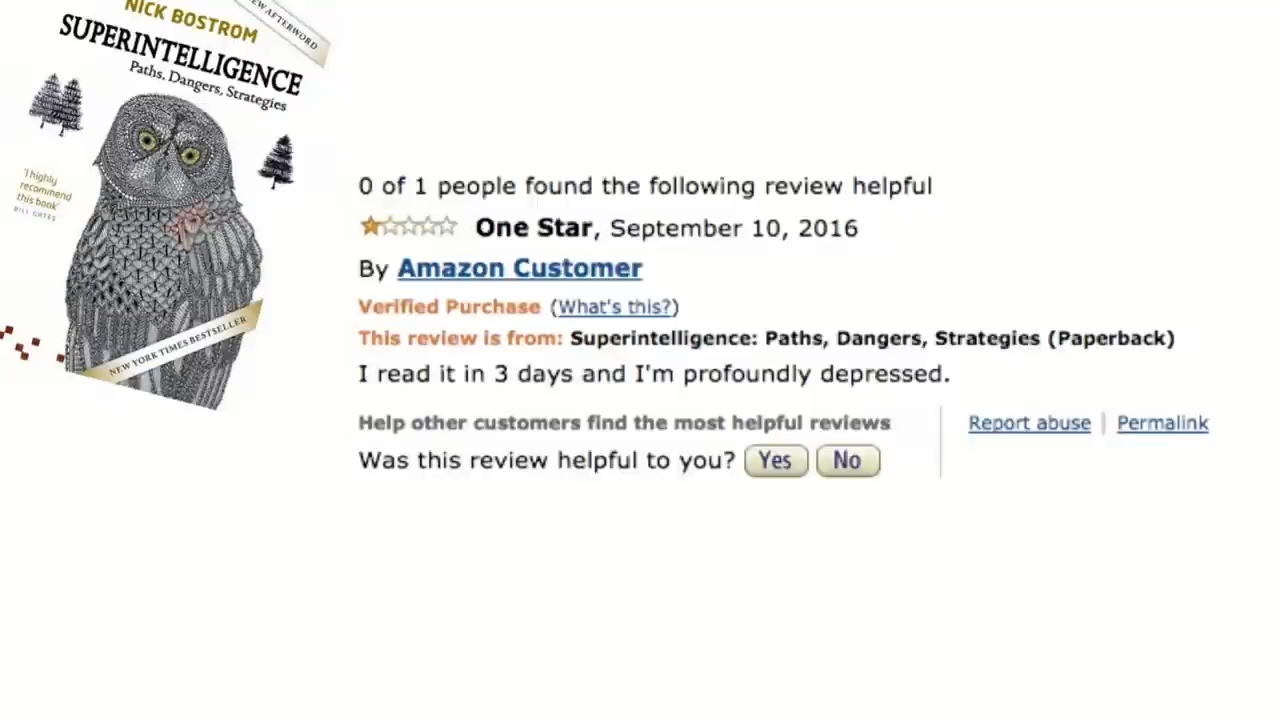 NICK BOSTROM
SUPERINTELLIGENCE
Paths, Dangers, Strategies
EW AFTERWORD
'I highly
recommend
this book'
BILL GATES
NEW YORK TIMES BESTSELLER
0 of 1 people found the following review helpful
One Star, September 10, 2016
By Amazon Customer
Verified Purchase (What's this?)
This review is from: Superintelligence: Paths, Dangers, Strategies (Paperback)
I read it in 3 days and I'm profoundly depressed.
Help other customers find the most helpful reviews
Report abuse | Permalink
Was this review helpful to you? Yes No